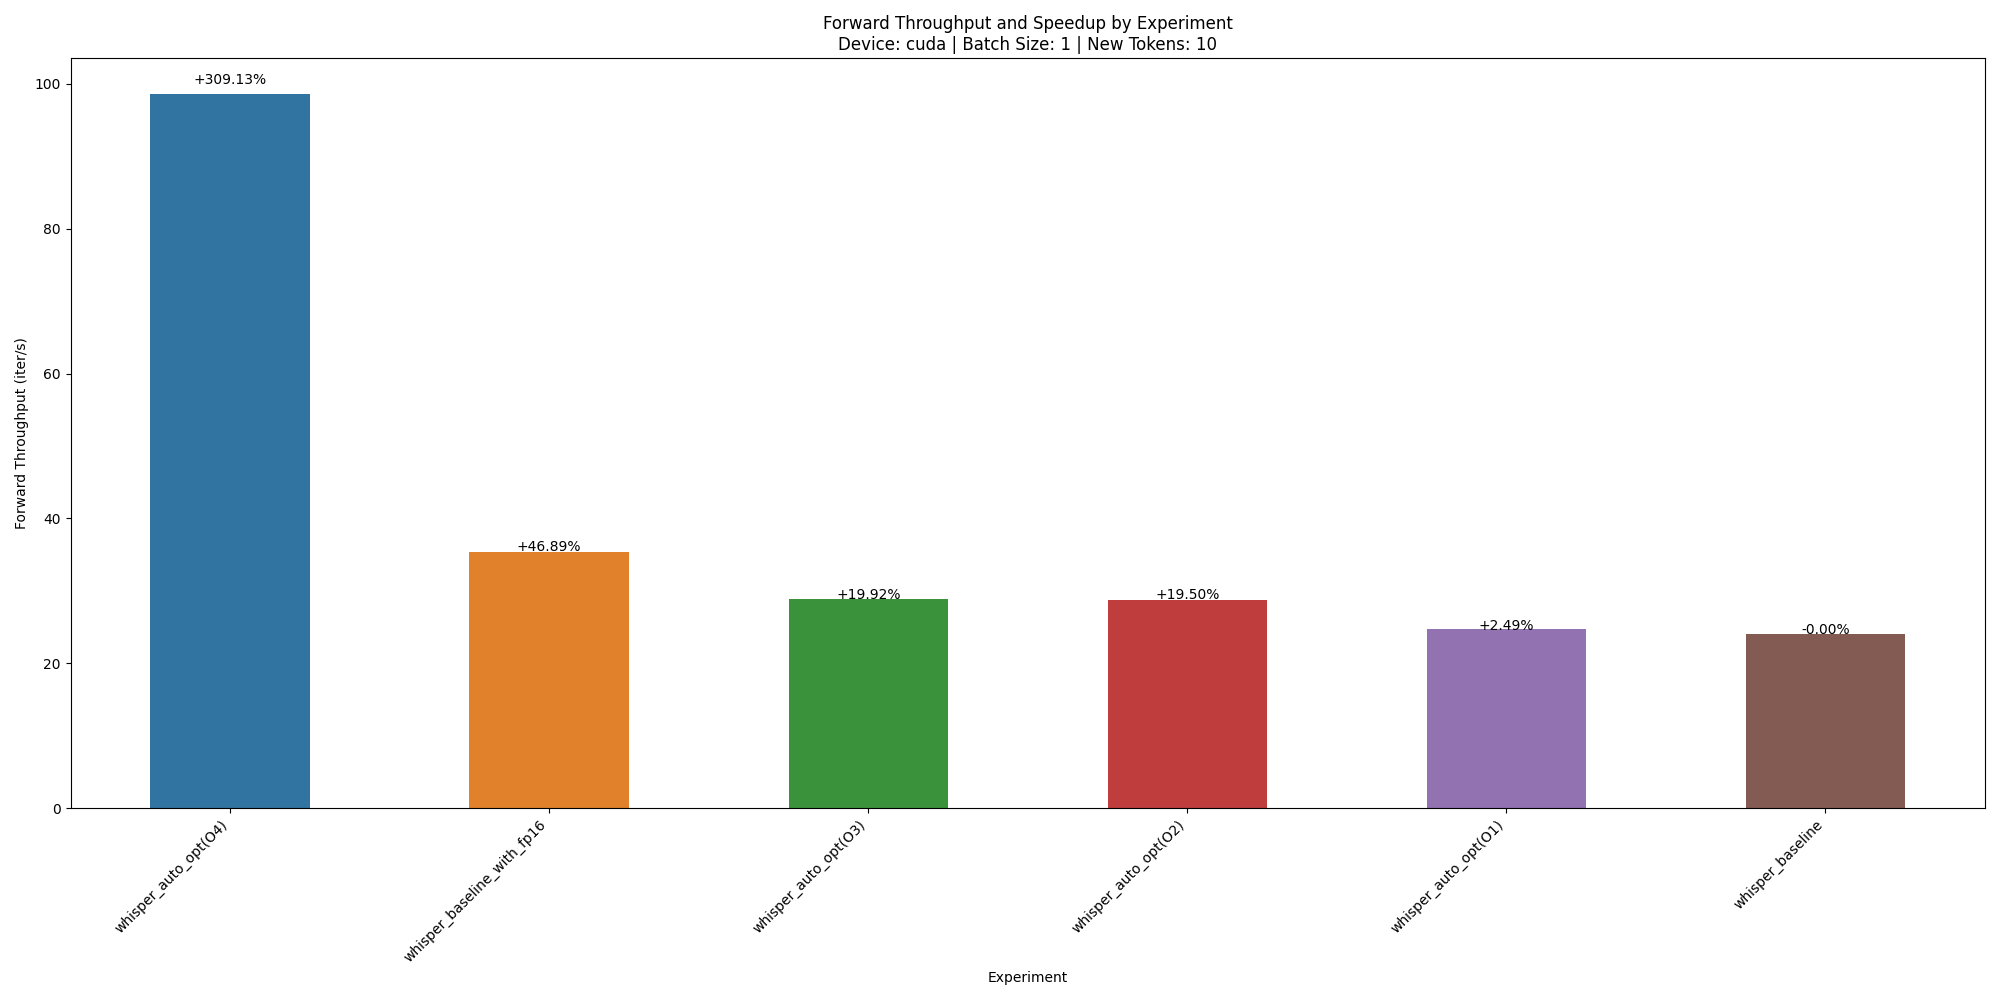 Forward Throughput and Speedup by Experiment
Device: cuda | Batch Size: 1 | New Tokens: 10
Forward Throughput (iter/s)
100
80
60
40
20
0
+309.13%
+46.89%
+19.92%
+19.50%
+2.49%
-0.00%
whisper_auto_opt(O4)
whisper_baseline_with_fp16
whisper_auto_opt(O3)
whisper_auto_opt(O2)
whisper_auto_opt(O1)
whisper_baseline
Experiment